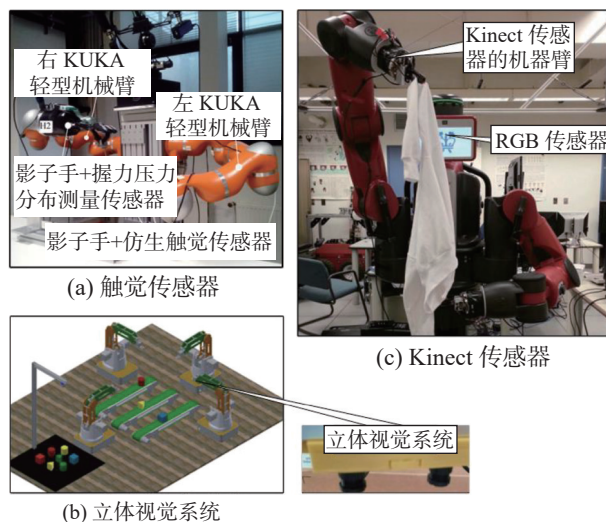 右 KUKA
轻型机械臂
左 KUKA
轻型机械臂
H2
影子手+握力压力
分布测量传感器
影子手+仿生触觉传感器
(a) 触觉传感器
Kinect 传感
器的机器臂
RGB 传感器
(c) Kinect 传感器
立体视觉系统
(b) 立体视觉系统